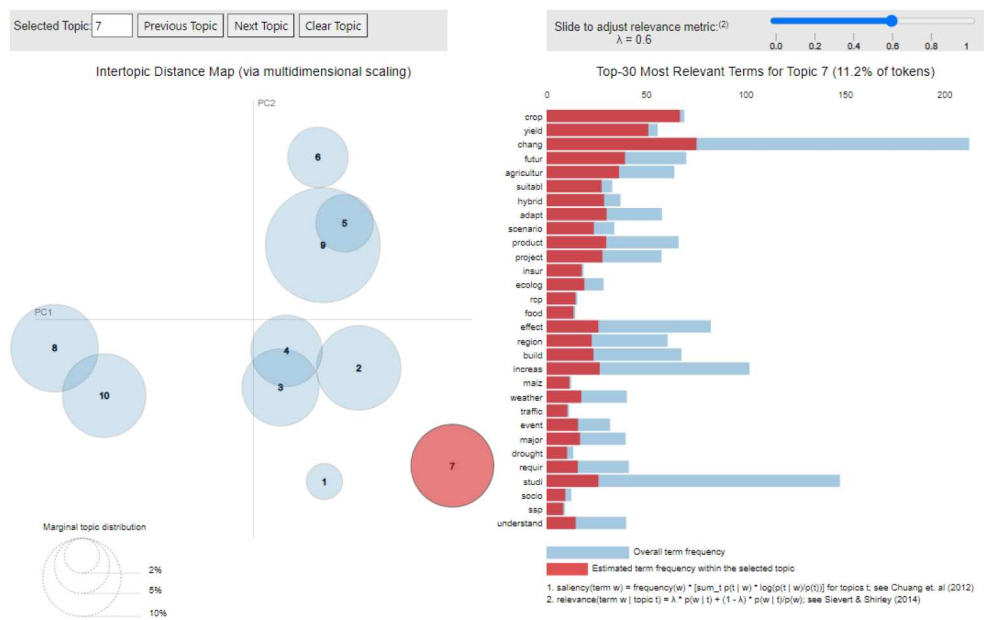 Selected Topic: 7 Previous Topic Next Topic Clear Topic
Slide to adjust relevance metric:(2)
λ = 0.6
0.0 0.2 0.4 0.6 0.8 1
Intertopic Distance Map (via multidimensional scaling)
PC2
PC1
6
5
9
8
4
2
10
3
7
1
Marginal topic distribution
2%
5%
10%
Top-30 Most Relevant Terms for Topic 7 (11.2% of tokens)
0 50 100 150 200
crop
yield
chang
futur
agricultur
suitabl
hybrid
adapt
scenario
product
project
insur
ecolog
rcp
food
effect
region
build
increas
maiz
weather
traffic
event
major
drought
requir
studi
socio
ssp
understand
Overall term frequency
Estimated term frequency within the selected topic
1. saliency(term w) = frequency(w) * [sum_t p(t | w) * log(p(t | w)/p(t))] for topics t; see Chuang et. al (2012)
2. relevance(term w | topic t) = λ * p(w | t) + (1 - λ) * p(w | t)/p(w); see Sievert & Shirley (2014)